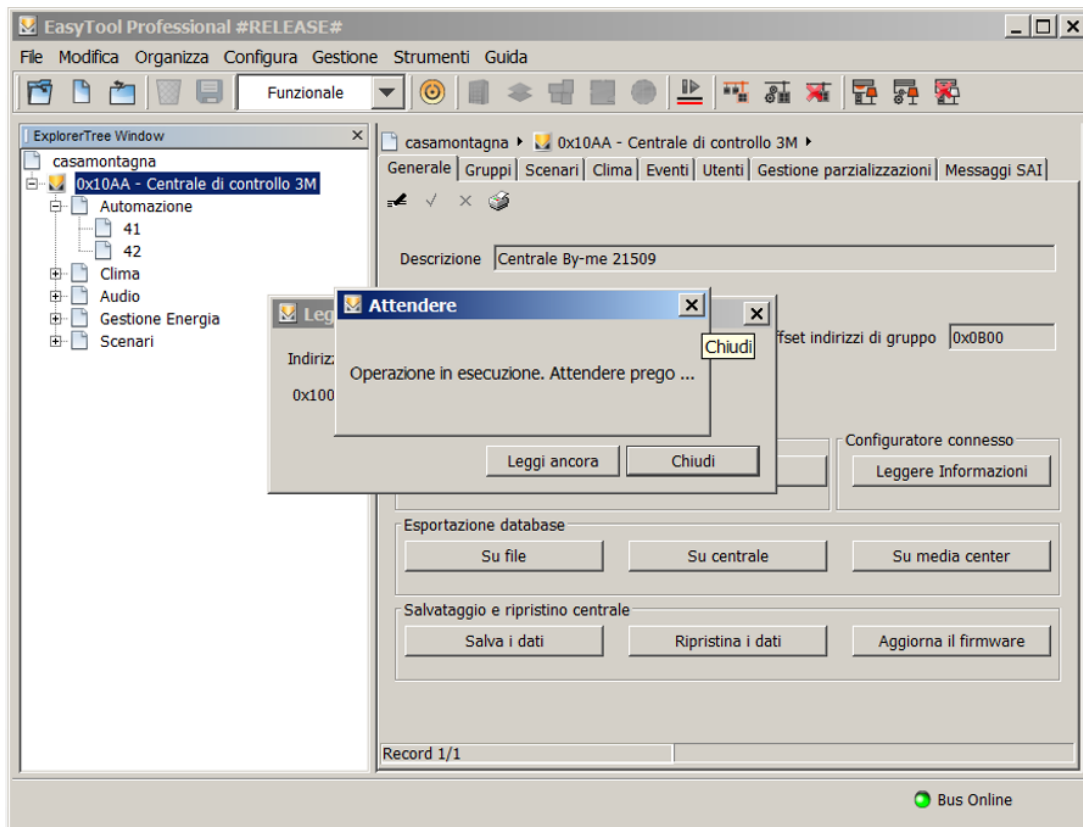 EasyTool Professional #RELEASE#
File Modifica Organizza Configura Gestione Strumenti Guida
Funzionale
ExplorerTree Window
casamontagna
0x10AA - Centrale di controllo 3M
Automazione
41
42
Clima
Audio
Gestione Energia
Scenari
casamontagna 0x10AA - Centrale di controllo 3M
Generale Gruppi Scenari Clima Eventi Utenti Gestione parzializzazioni Messaggi SAI
Descrizione Centrale By-me 21509
Leg
Attendere
Chiudi
ffset indirizzi di gruppo 0x0B00
Indiriz
0x100
Operazione in esecuzione. Attendere prego ...
Leggi ancora Chiudi
Configuratore connesso
Leggere Informazioni
Esportazione database
Su file Su centrale Su media center
Salvataggio e ripristino centrale
Salva i dati Ripristina i dati Aggiorna il firmware
Record 1/1
Bus Online